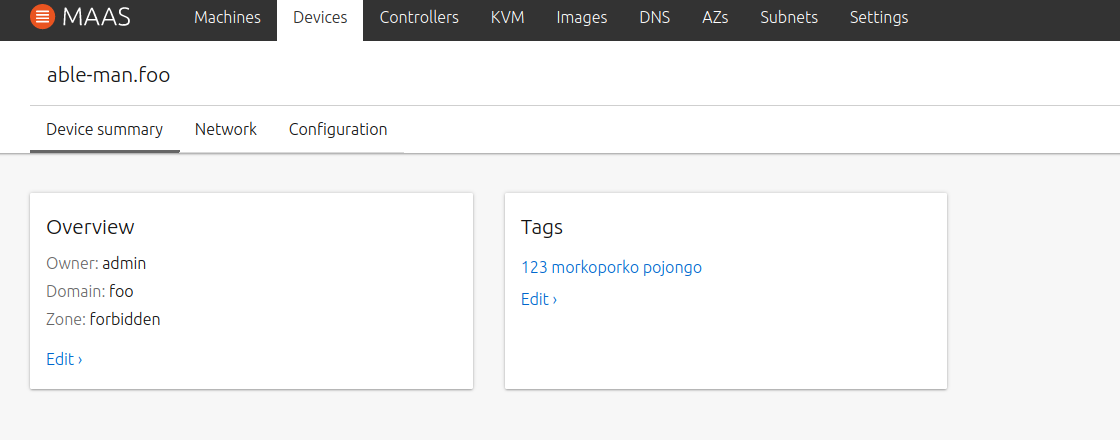 MAAS Machines Devices Controllers KVM Images DNS AZs Subnets Settings
able-man.foo
Device summary Network Configuration
Overview
Owner: admin
Domain: foo
Zone: forbidden
Edit ›
Tags
123 morkoporko pojongo
Edit ›